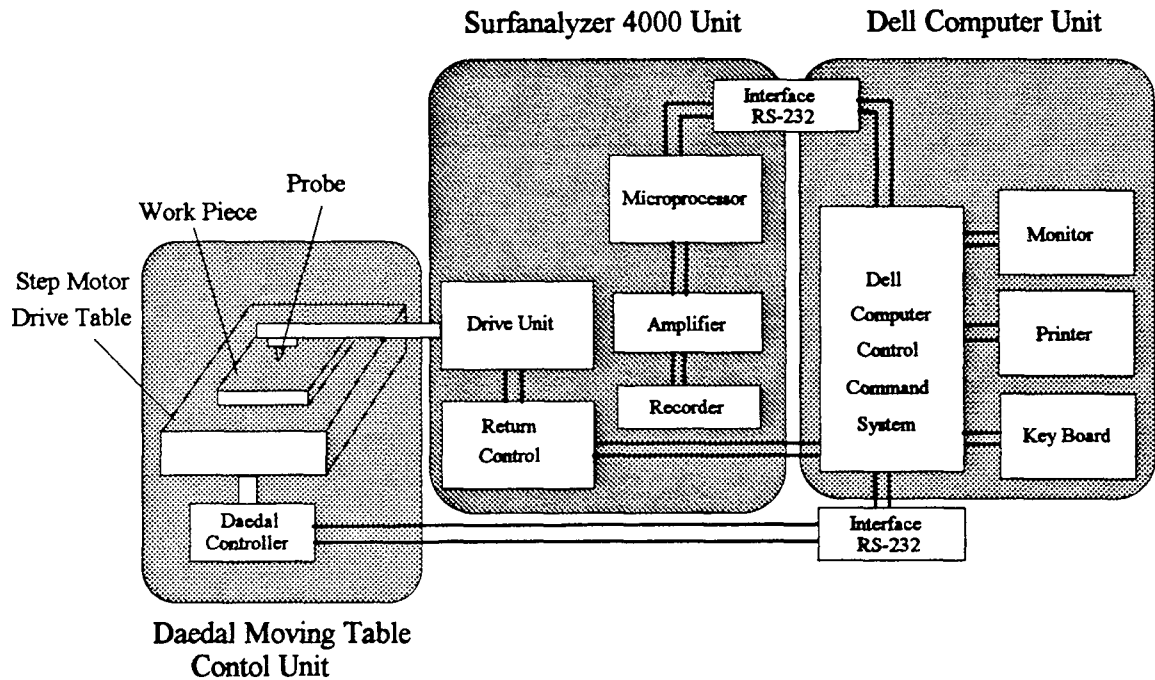 Surfanalyzer 4000 Unit
Dell Computer Unit
Interface
RS-232
Microprocessor
Probe
Work Piece
Step Motor
Drive Table
Drive Unit
Amplifier
Recorder
Return
Control
Dell
Computer
Control
Command
System
Monitor
Printer
Key Board
Daedal
Controller
Interface
RS-232
Daedal Moving Table
Contol Unit